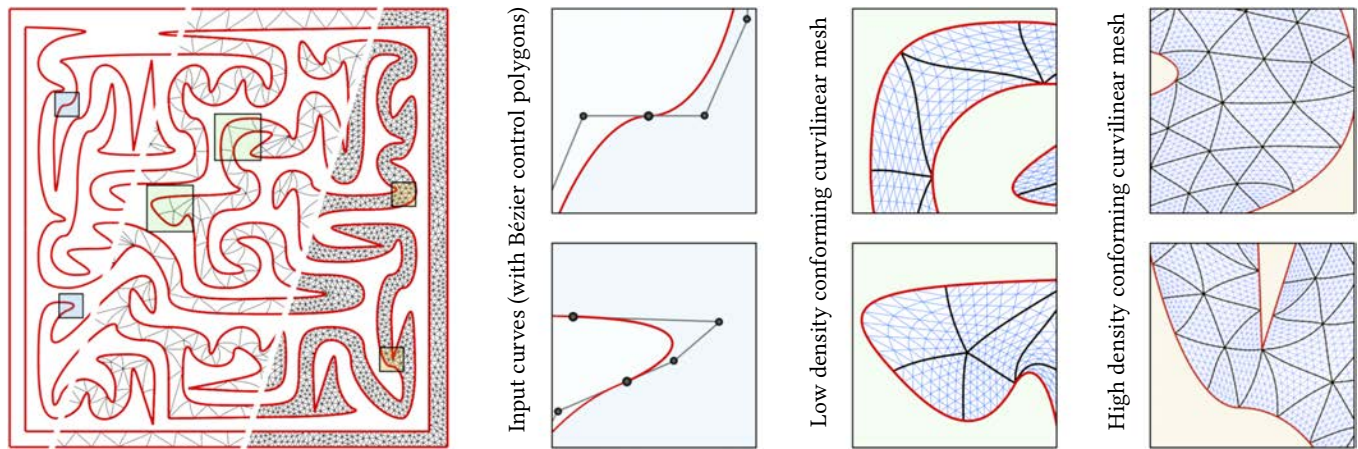 Input curves (with Bézier control polygons)
Low density conforming curvilinear mesh
High density conforming curvilinear mesh